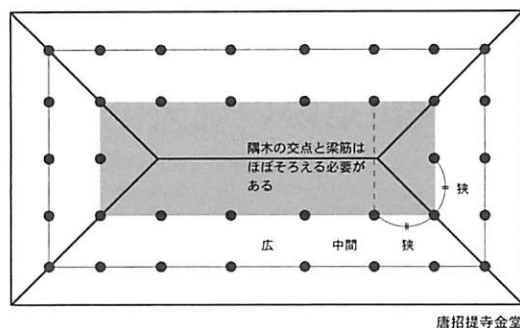 隅木の交点と梁筋は
ほぼそろえる必要が
ある
狭
広 中間 狭
唐招提寺金堂